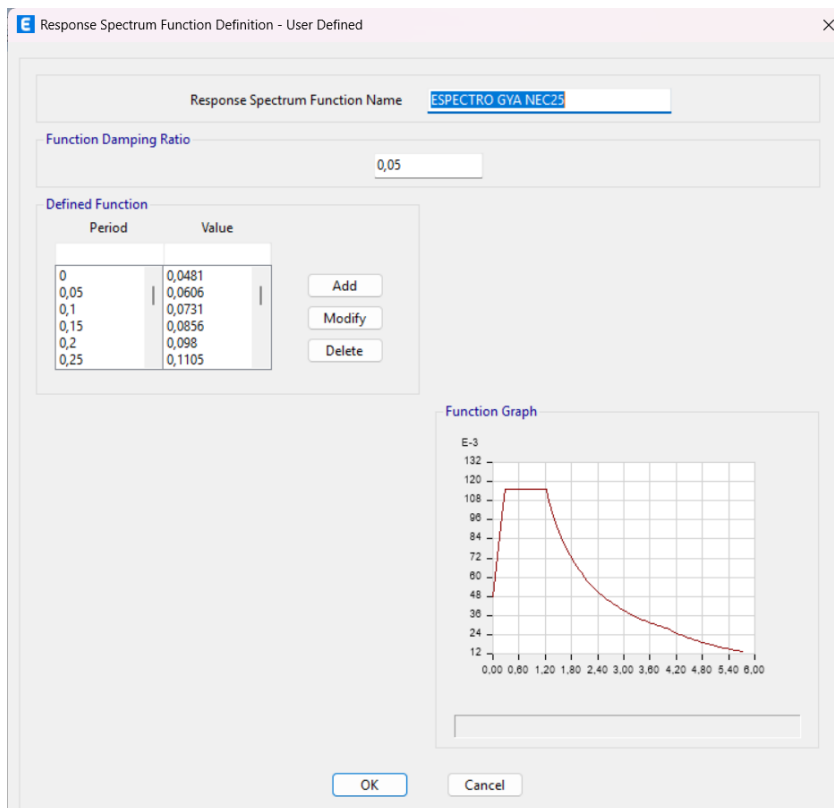 E Response Spectrum Function Definition - User Defined
Response Spectrum Function Name ESPECTRO GYA NEC25
Function Damping Ratio
0,05
Defined Function
Period Value
0 0,0481
0,05 0,0606
0,1 0,0731
0,15 0,0856
0,2 0,098
0,25 0,1105
Add
Modify
Delete
Function Graph
E-3
132
120
108
96
84
72
60
48
36
24
12
0,00 0,60 1,20 1,80 2,40 3,00 3,60 4,20 4,80 5,40 6,00
OK Cancel